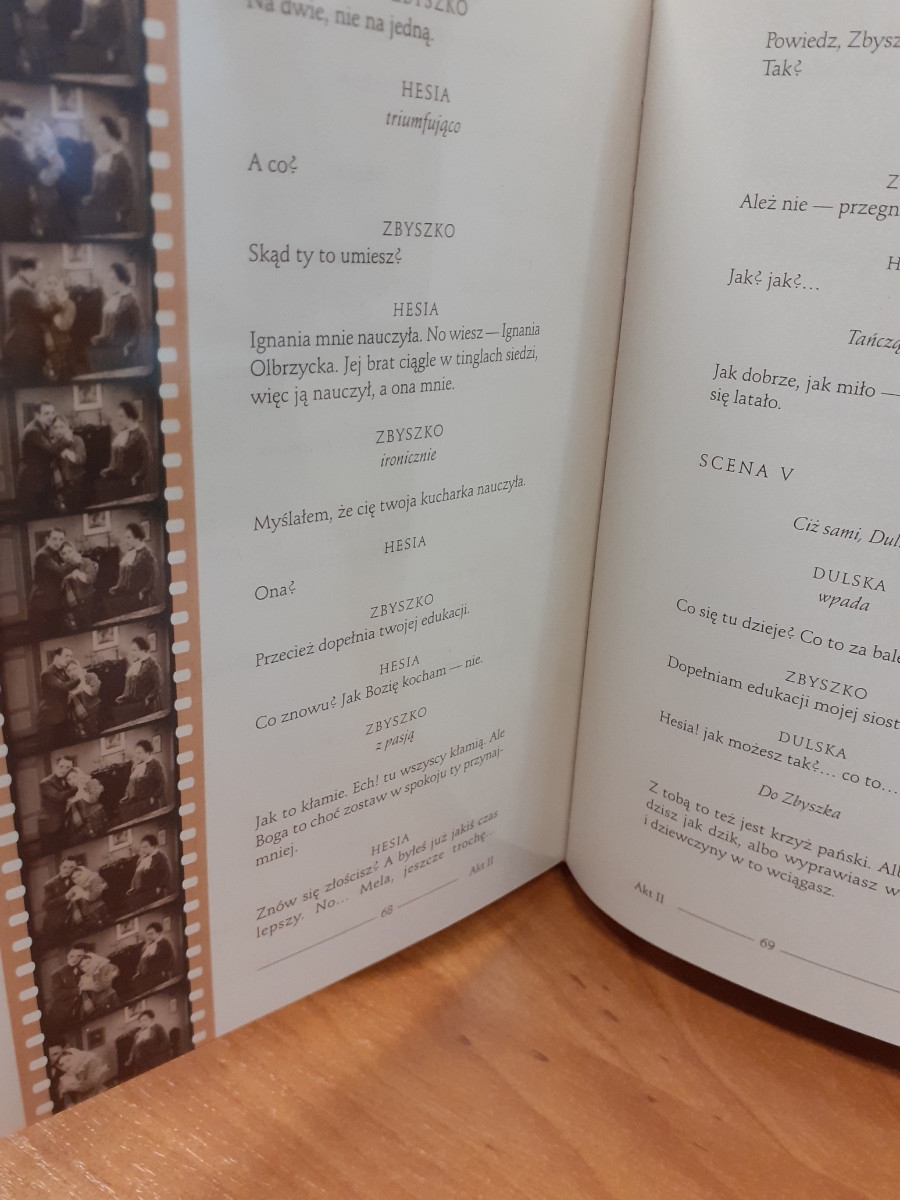 ZBYSZKO
Na dwie, nie na jedną.
HESIA
triumfująco
A co?
ZBYSZKO
Skąd ty to umiesz?
HESIA
Ignania mnie nauczyła. No wiesz — Ignania
Olbrzycka. Jej brat ciągle w tinglach siedzi,
więc ją nauczył, a ona mnie.
ZBYSZKO
ironicznie
Myślałem, że cię twoja kucharka nauczyła.
HESIA
Ona?
ZBYSZKO
Przecież dopełnia twojej edukacji.
HESIA
Co znowu? Jak Bozię kocham — nie.
ZBYSZKO
z pasją
Jak to kłamie. Ech! tu wszyscy kłamią. Ale
Boga to choć zostaw w spokoju ty przynaj-
mniej.
HESIA
Znów się złościsz? A byłeś już jakiś czas
lepszy. No... Mela, jeszcze trochę...
68
Akt II
Powiedz, Zbysz
Tak?
Z
Ależ nie — przegn
H
Jak? jak?...
Tańczą
Jak dobrze, jak miło —
się latało.
SCENA V
Ciż sami, Dul
DULSKA
wpada
Co się tu dzieje? Co to za bale
ZBYSZKO
Dopełniam edukacji mojej siost
DULSKA
Hesia! jak możesz tak?... co to...
Do Zbyszka
Z tobą to też jest krzyż pański. Alb
dzisz jak dzik, albo wyprawiasz w
i dziewczyny w to wciągasz.
Akt II
69